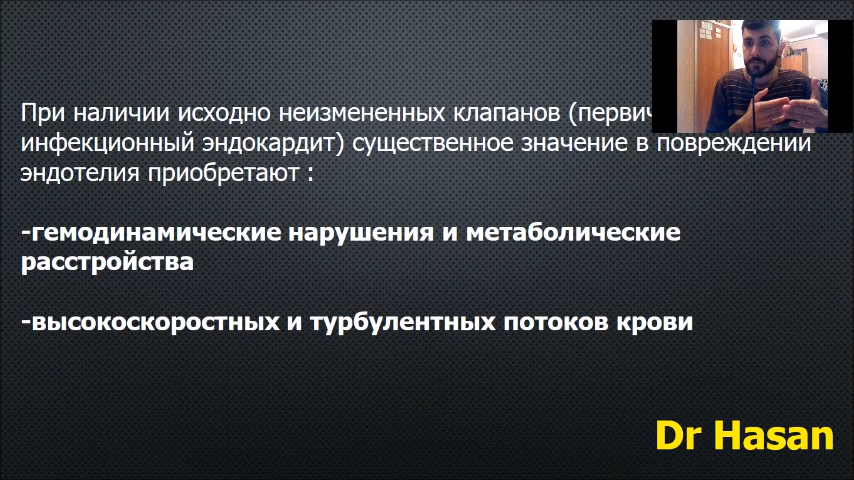 При наличии исходно неизмененных клапанов
инфекционный эндокардит) существенное значение в повреждении
эндотелия приобретают :
-гемодинамические нарушения и метаболические
расстройства
-высокоскоростных и турбулентных потоков крови
Dr Hasan